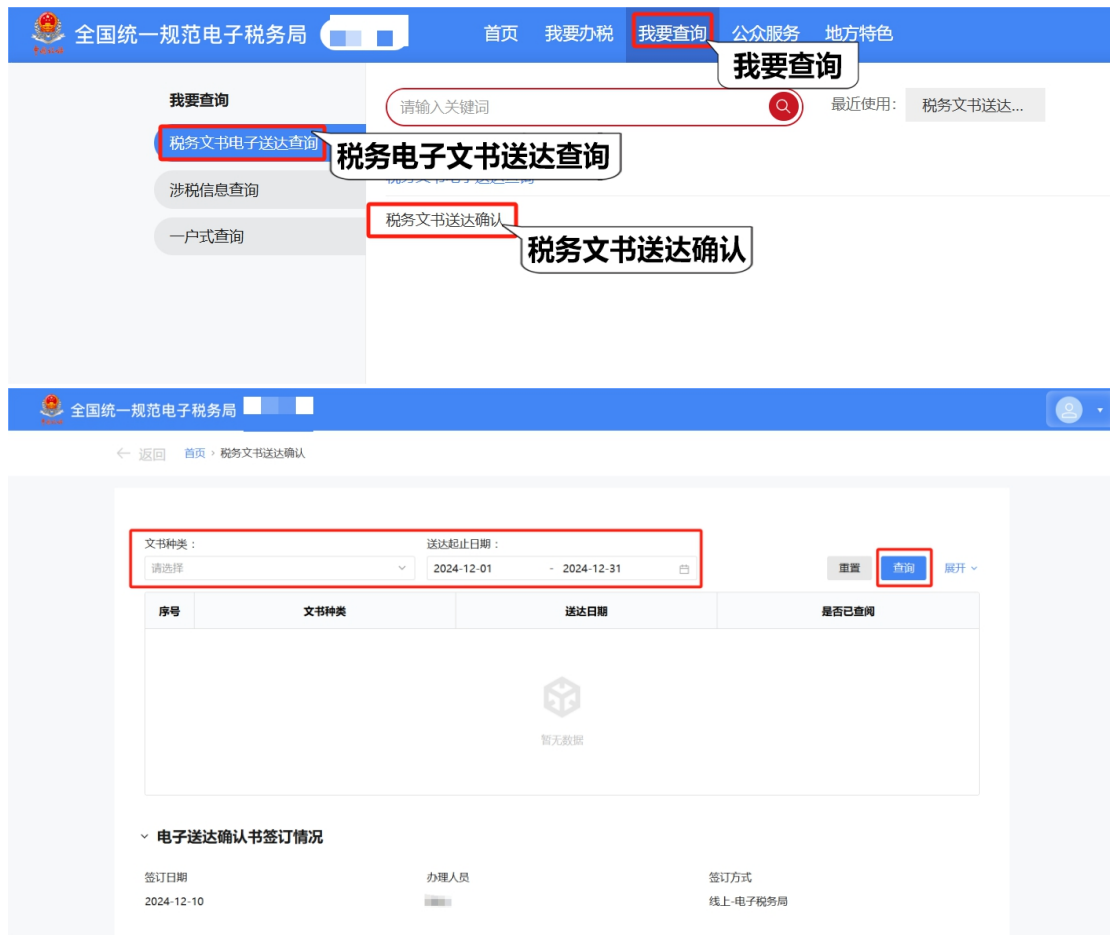 全国统一规范电子税务局
首页 我要办税 我要查询 公众服务 地方特色
我要查询
我要查询
请输入关键词
最近使用： 税务文书送达...
税务文书电子送达查询
税务电子文书送达查询
涉税信息查询
税务文书送达确认
一户式查询
税务文书送达确认
全国统一规范电子税务局
返回 首页 > 税务文书送达确认
文书种类： 送达起止日期：
请选择 2024-12-01 - 2024-12-31 重置 查询 展开
序号 文书种类 送达日期 是否已查阅
暂无数据
电子送达确认书签订情况
签订日期 办理人员 签订方式
2024-12-10 线上-电子税务局